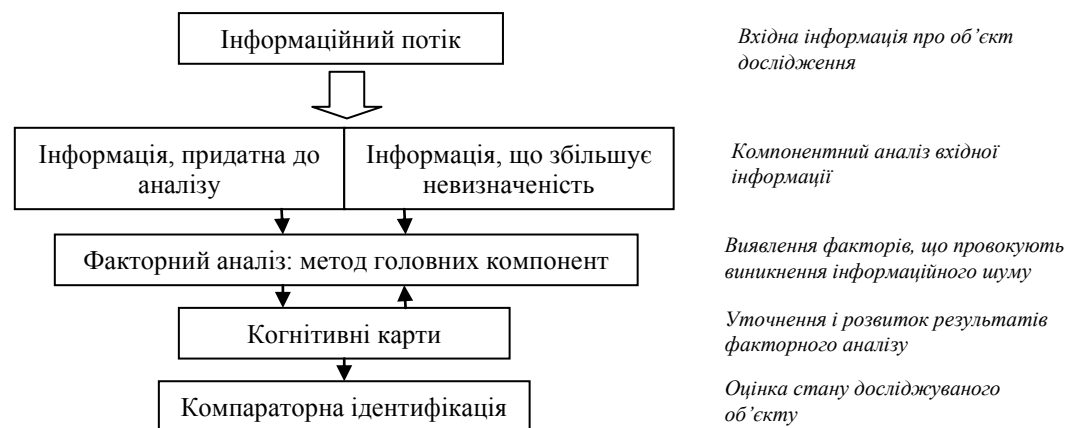 Інформаційний потік
Вхідна інформація про об’єкт
дослідження
Інформація, придатна до
аналізу
Інформація, що збільшує
невизначеність
Компонентний аналіз вхідної
інформації
Факторний аналіз: метод головних компонент
Виявлення факторів, що провокують
виникнення інформаційного шуму
Когнітивні карти
Уточнення і розвиток результатів
факторного аналізу
Компараторна ідентифікація
Оцінка стану досліджуваного
об’єкту